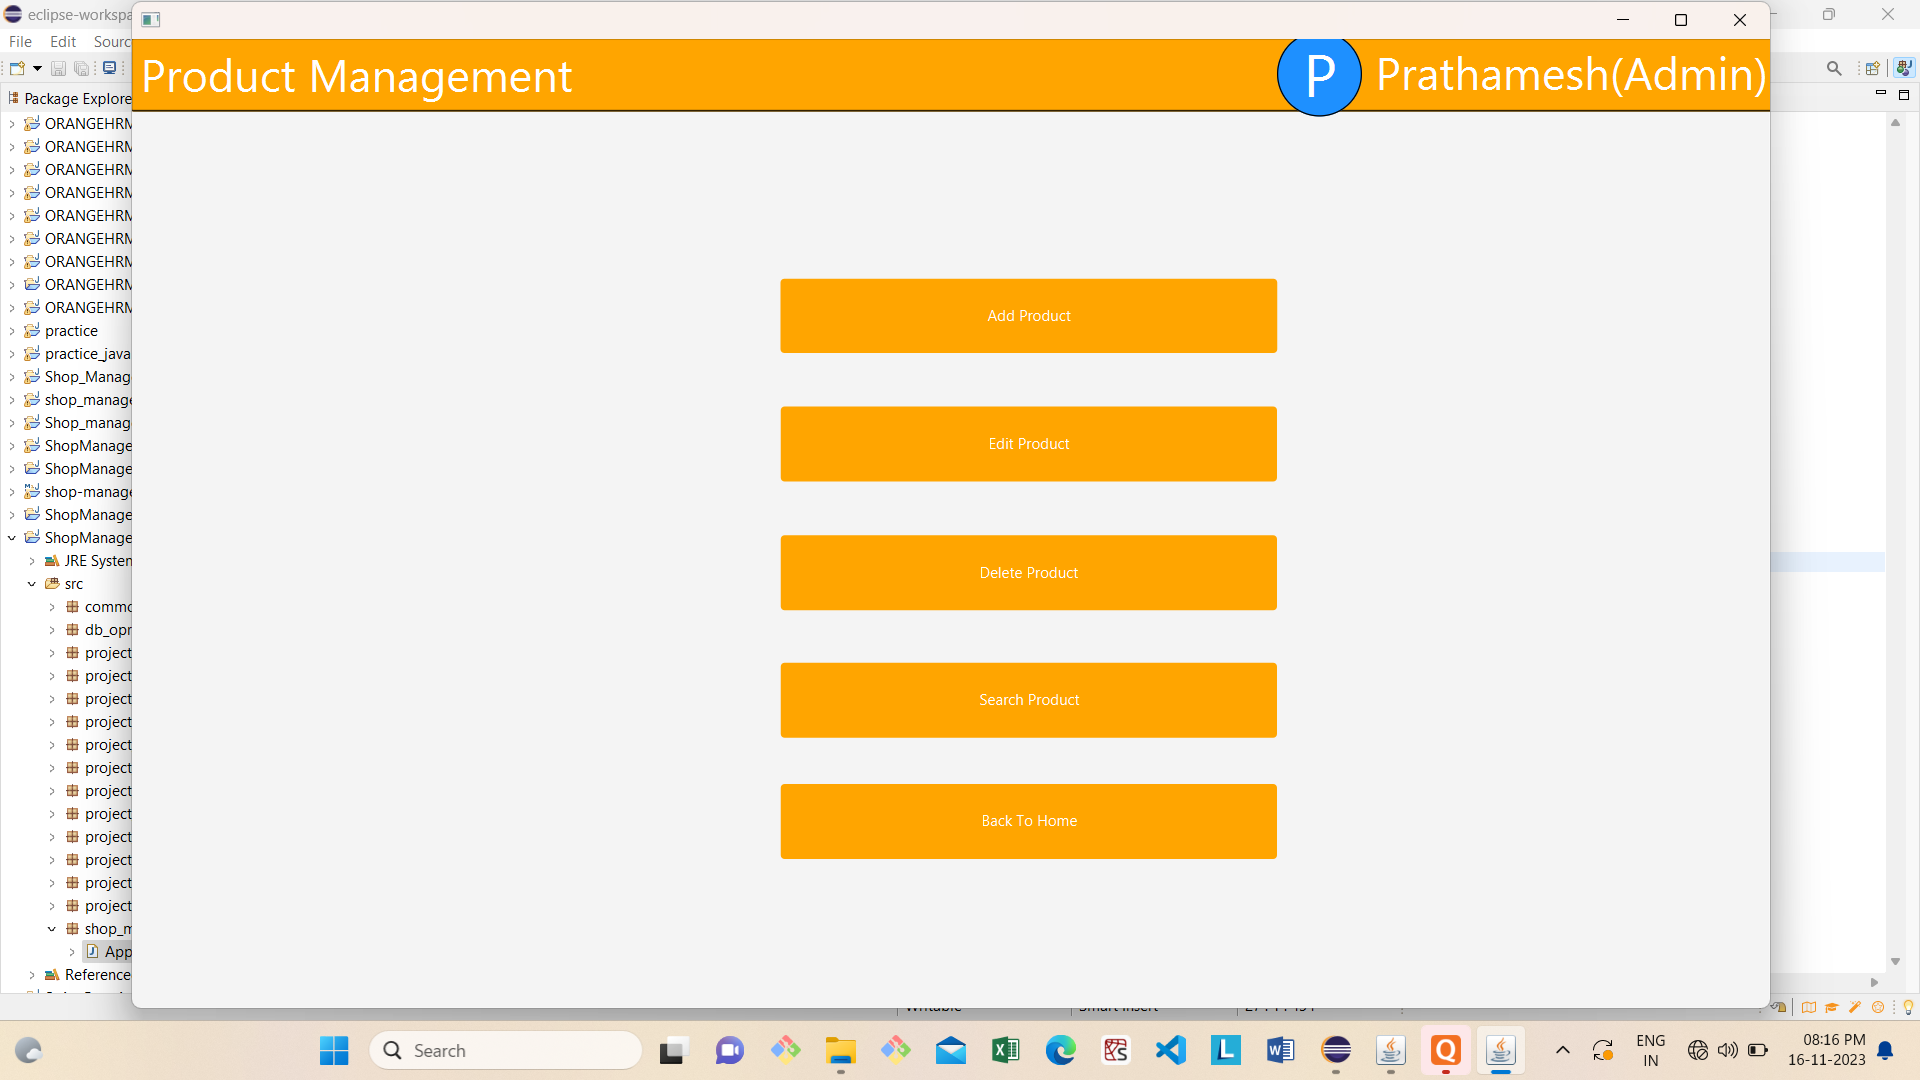 eclipse-workspa
File Edit Sourc
Product Management
P Prathamesh(Admin)
Package Explore
ORANGEHRM
ORANGEHRM
ORANGEHRM
ORANGEHRM
ORANGEHRM
ORANGEHRM
ORANGEHRM
ORANGEHRM
ORANGEHRM
practice
practice_java
Shop_Manag
shop_manage
Shop_manag
ShopManage
ShopManage
shop-manage
ShopManage
ShopManage
JRE System
src
commo
db_opr
project
project
project
project
project
project
project
project
project
project
project
project
shop_m
App
Reference
Add Product
Edit Product
Delete Product
Search Product
Back To Home
Search
ENG
IN
08:16 PM
16-11-2023